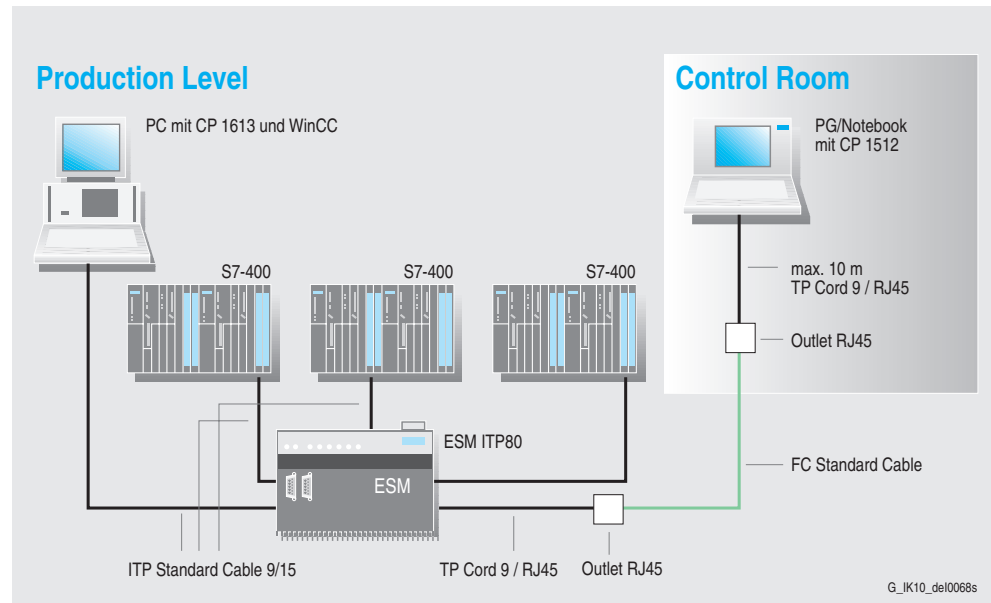 Production Level
Control Room
PC mit CP 1613 und WinCC
PG/Notebook
mit CP 1512
S7-400
S7-400
S7-400
max. 10 m
TP Cord 9 / RJ45
Outlet RJ45
ESM ITP80
ESM
FC Standard Cable
ITP Standard Cable 9/15
TP Cord 9 / RJ45
Outlet RJ45
G_IK10_del0068s